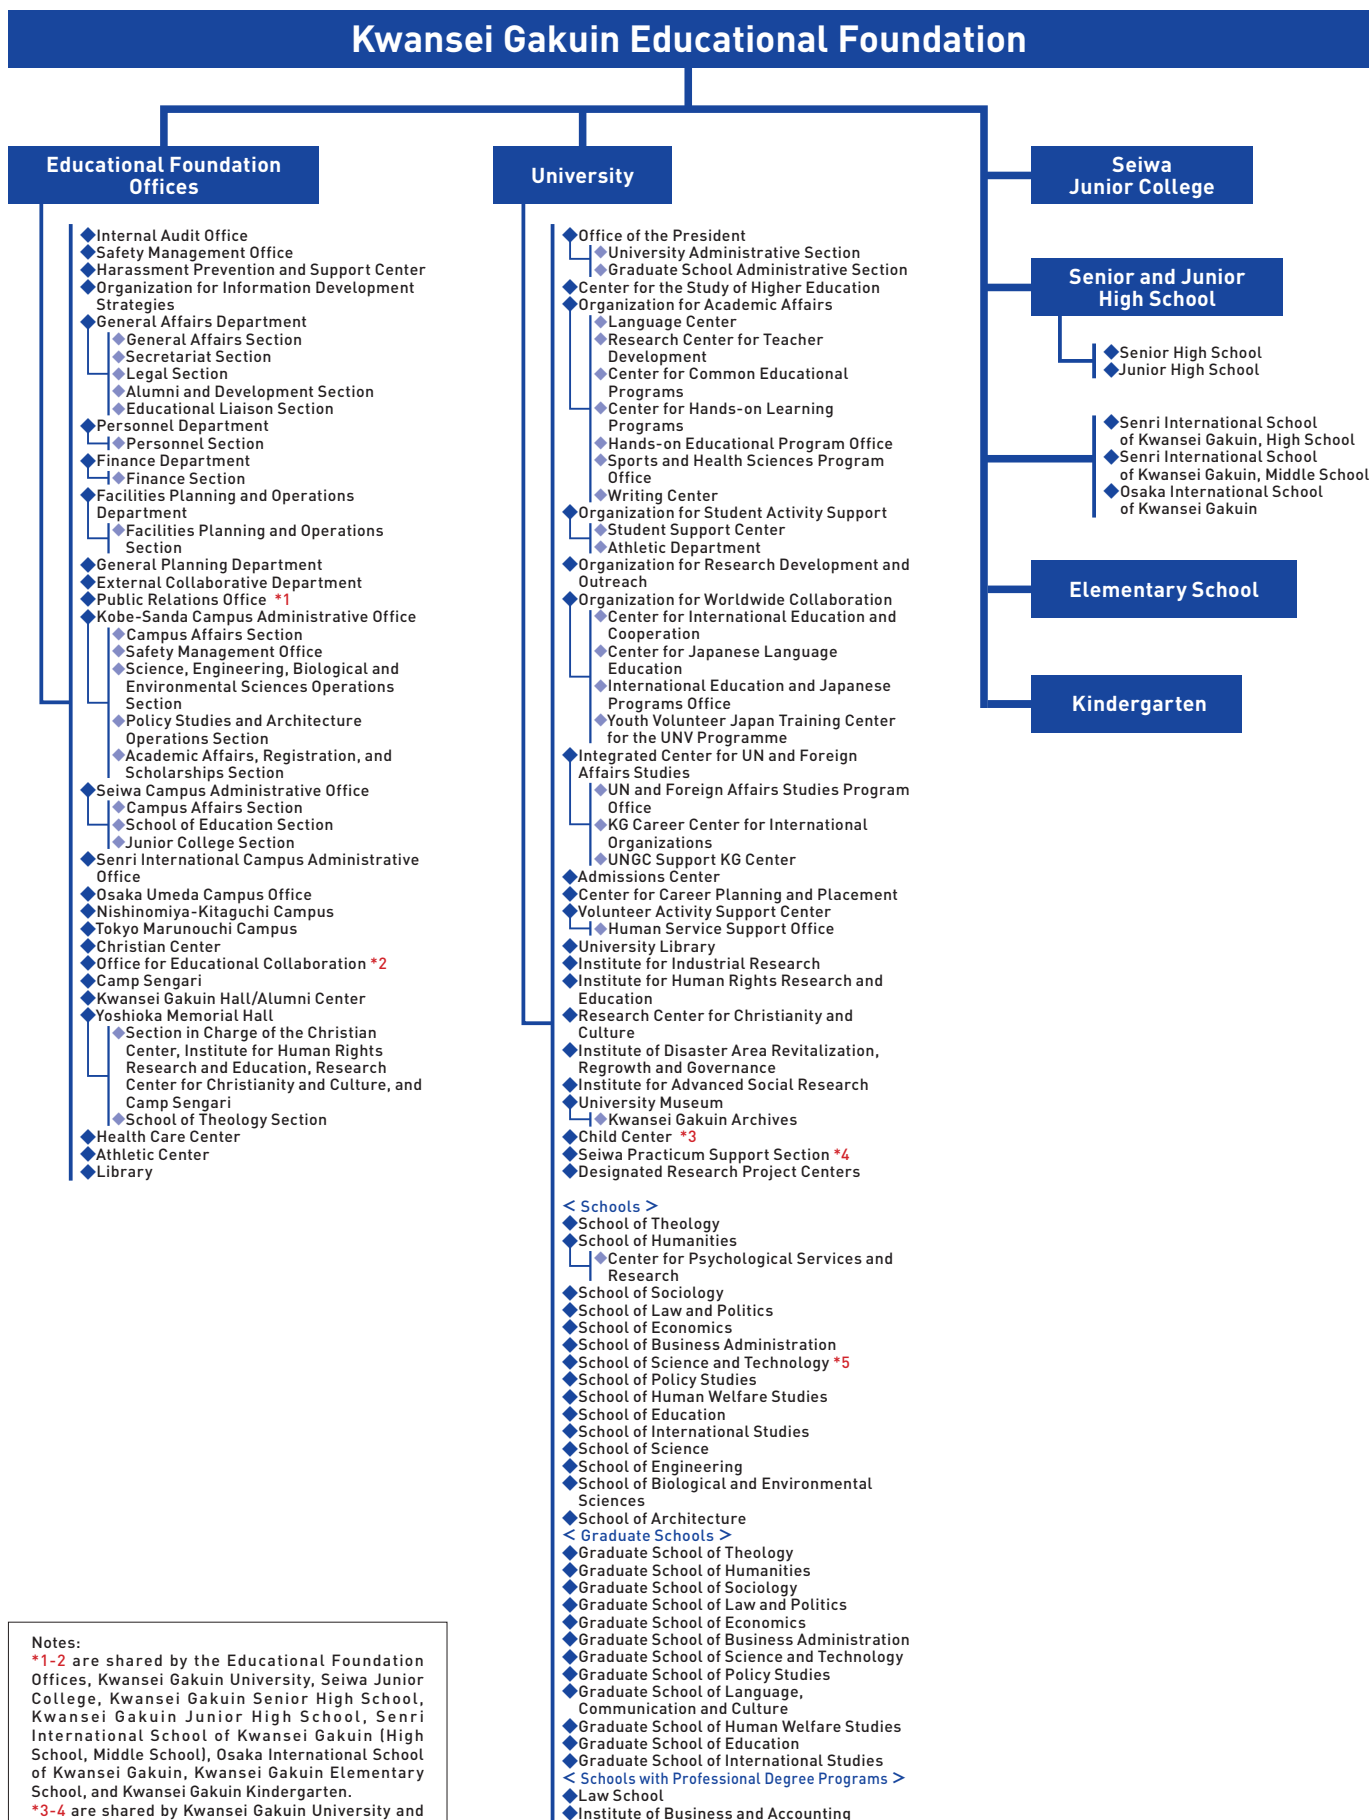 Kwansei Gakuin Educational Foundation
Educational Foundation
Offices
◆Internal Audit Office
◆Safety Management Office
◆Harassment Prevention and Support Center
◆Organization for Information Development
Strategies
◆General Affairs Department
◆General Affairs Section
◆Secretariat Section
◆Legal Section
◆Alumni and Development Section
◆Educational Liaison Section
◆Personnel Department
◆Personnel Section
◆Finance Department
◆Finance Section
◆Facilities Planning and Operations
Department
◆Facilities Planning and Operations
Section
◆General Planning Department
◆External Collaborative Department
◆Public Relations Office *1
◆Kobe-Sanda Campus Administrative Office
◆Campus Affairs Section
◆Safety Management Office
◆Science, Engineering, Biological and
Environmental Sciences Operations
Section
◆Policy Studies and Architecture
Operations Section
◆Academic Affairs, Registration, and
Scholarships Section
◆Seiwa Campus Administrative Office
◆Campus Affairs Section
◆School of Education Section
◆Junior College Section
◆Senri International Campus Administrative
Office
◆Osaka Umeda Campus Office
◆Nishinomiya-Kitaguchi Campus
◆Tokyo Marunouchi Campus
◆Christian Center
◆Office for Educational Collaboration *2
◆Camp Sengari
◆Kwansei Gakuin Hall/Alumni Center
◆Yoshioka Memorial Hall
◆Section in Charge of the Christian
Center, Institute for Human Rights
Research and Education, Research
Center for Christianity and Culture, and
Camp Sengari
◆School of Theology Section
◆Health Care Center
◆Athletic Center
◆Library
Notes:
*1-2 are shared by the Educational Foundation
Offices, Kwansei Gakuin University, Seiwa Junior
College, Kwansei Gakuin Senior High School,
Kwansei Gakuin Junior High School, Senri
International School of Kwansei Gakuin (High
School, Middle School), Osaka International School
of Kwansei Gakuin, Kwansei Gakuin Elementary
School, and Kwansei Gakuin Kindergarten.
*3-4 are shared by Kwansei Gakuin University and
University
◆Office of the President
◆University Administrative Section
◆Graduate School Administrative Section
◆Center for the Study of Higher Education
◆Organization for Academic Affairs
◆Language Center
◆Research Center for Teacher
Development
◆Center for Common Educational
Programs
◆Center for Hands-on Learning
Programs
◆Hands-on Educational Program Office
◆Sports and Health Sciences Program
Office
◆Writing Center
◆Organization for Student Activity Support
◆Student Support Center
◆Athletic Department
◆Organization for Research Development and
Outreach
◆Organization for Worldwide Collaboration
◆Center for International Education and
Cooperation
◆Center for Japanese Language
Education
◆International Education and Japanese
Programs Office
◆Youth Volunteer Japan Training Center
for the UNV Programme
◆Integrated Center for UN and Foreign
Affairs Studies
◆UN and Foreign Affairs Studies Program
Office
◆KG Career Center for International
Organizations
◆UNGC Support KG Center
◆Admissions Center
◆Center for Career Planning and Placement
◆Volunteer Activity Support Center
◆Human Service Support Office
◆University Library
◆Institute for Industrial Research
◆Institute for Human Rights Research and
Education
◆Research Center for Christianity and
Culture
◆Institute of Disaster Area Revitalization,
Regrowth and Governance
◆Institute for Advanced Social Research
◆University Museum
◆Kwansei Gakuin Archives
◆Child Center *3
◆Seiwa Practicum Support Section *4
◆Designated Research Project Centers
< Schools >
◆School of Theology
◆School of Humanities
◆Center for Psychological Services and
Research
◆School of Sociology
◆School of Law and Politics
◆School of Economics
◆School of Business Administration
◆School of Science and Technology *5
◆School of Policy Studies
◆School of Human Welfare Studies
◆School of Education
◆School of International Studies
◆School of Science
◆School of Engineering
◆School of Biological and Environmental
Sciences
◆School of Architecture
< Graduate Schools >
◆Graduate School of Theology
◆Graduate School of Humanities
◆Graduate School of Sociology
◆Graduate School of Law and Politics
◆Graduate School of Economics
◆Graduate School of Business Administration
◆Graduate School of Science and Technology
◆Graduate School of Policy Studies
◆Graduate School of Language,
Communication and Culture
◆Graduate School of Human Welfare Studies
◆Graduate School of Education
◆Graduate School of International Studies
< Schools with Professional Degree Programs >
◆Law School
◆Institute of Business and Accounting
Seiwa
Junior College
Senior and Junior
High School
◆Senior High School
◆Junior High School
◆Senri International School
of Kwansei Gakuin, High School
◆Senri International School
of Kwansei Gakuin, Middle School
◆Osaka International School
of Kwansei Gakuin
Elementary School
Kindergarten